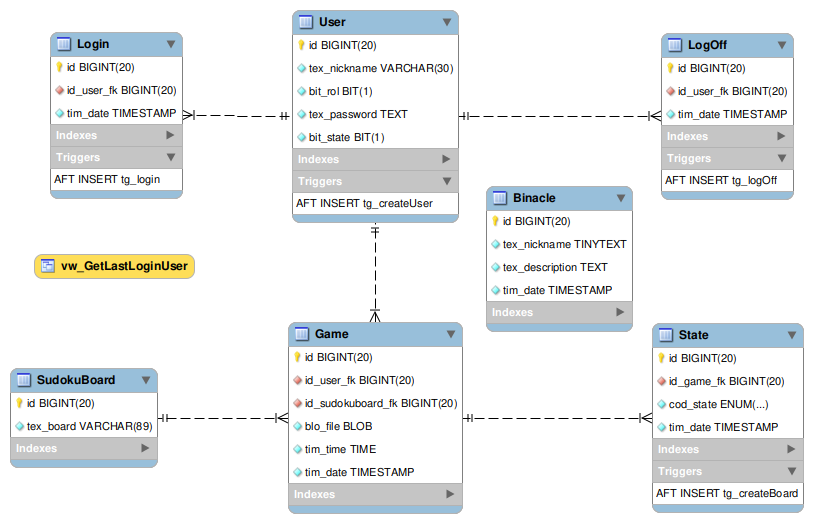 Login
id BIGINT(20)
id_user_fk BIGINT(20)
tim_date TIMESTAMP
Indexes
Triggers
AFT INSERT tg_login
User
id BIGINT(20)
tex_nickname VARCHAR(30)
bit_rol BIT(1)
tex_password TEXT
bit_state BIT(1)
Indexes
Triggers
AFT INSERT tg_createUser
LogOff
id BIGINT(20)
id_user_fk BIGINT(20)
tim_date TIMESTAMP
Indexes
Triggers
AFT INSERT tg_logOff
Binacle
id BIGINT(20)
tex_nickname TINYTEXT
tex_description TEXT
tim_date TIMESTAMP
Indexes
vw_GetLastLoginUser
SudokuBoard
id BIGINT(20)
tex_board VARCHAR(89)
Indexes
Game
id BIGINT(20)
id_user_fk BIGINT(20)
id_sudokuboard_fk BIGINT(20)
blo_file BLOB
tim_time TIME
tim_date TIMESTAMP
Indexes
State
id BIGINT(20)
id_game_fk BIGINT(20)
cod_state ENUM(...)
tim_date TIMESTAMP
Indexes
Triggers
AFT INSERT tg_createBoard